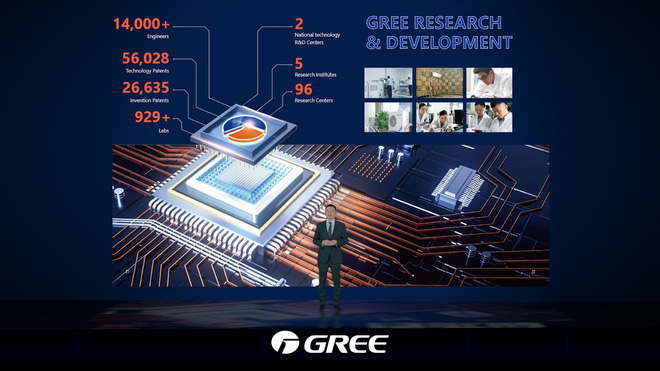 14,000+
Engineers
56,028
Technology Patents
26,635
Invention Patents
929+
Labs
2
National technology
R&D Centers
5
Research Institutes
96
Research Centers
GREE RESEARCH
& DEVELOPMENT
GREE